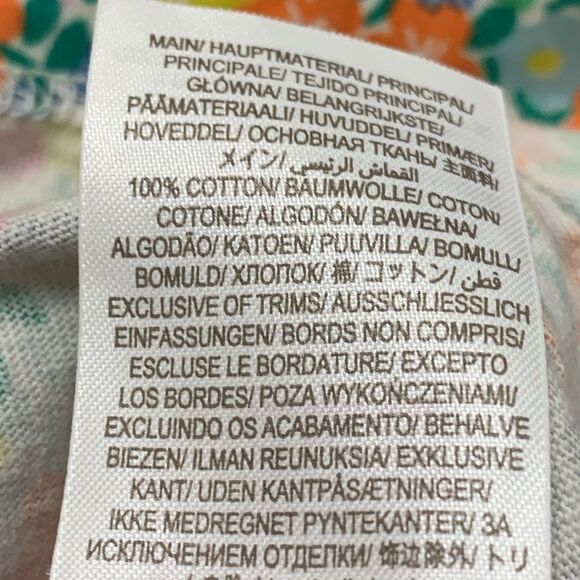 MAIN/ HAUPTMATERIAL/ PRINCIPAL/
PRINCIPALE/ TEJIDO PRINCIPAL/
GŁÓWNA/ BELANGRIJKSTE/
PÄÄMATERIAALI/ HUVUDDEL/ PRIMÆR/
HOVEDDEL/ ОСНОВНАЯ ТКАНЬ/ 主面料/
メイン/ القماش الرئيسي/
100% COTTON/ BAUMWOLLE/ COTON/
COTONE/ ALGODÓN/ BAWEŁNA/
ALGODÃO/ KATOEN/ PUUVILLA/ BOMULL/
BOMULD/ ХЛОПОК/ 棉/ コットン/ قطن/
EXCLUSIVE OF TRIMS/ AUSSCHLIESSLICH
EINFASSUNGEN/ BORDS NON COMPRIS/
ESCLUSE LE BORDATURE/ EXCEPTO
LOS BORDES/ POZA WYKOŃCZENIAMI/
EXCLUINDO OS ACABAMENTO/ BEHALVE
BIEZEN/ ILMAN REUNUKSIA/ EXKLUSIVE
KANT/ UDEN KANTPÅSÆTNINGER/
IKKE MEDREGNET PYNTEKANTER/ ЗА
ИСКЛЮЧЕНИЕМ ОТДЕЛКИ/ 饰边除外/ トリ